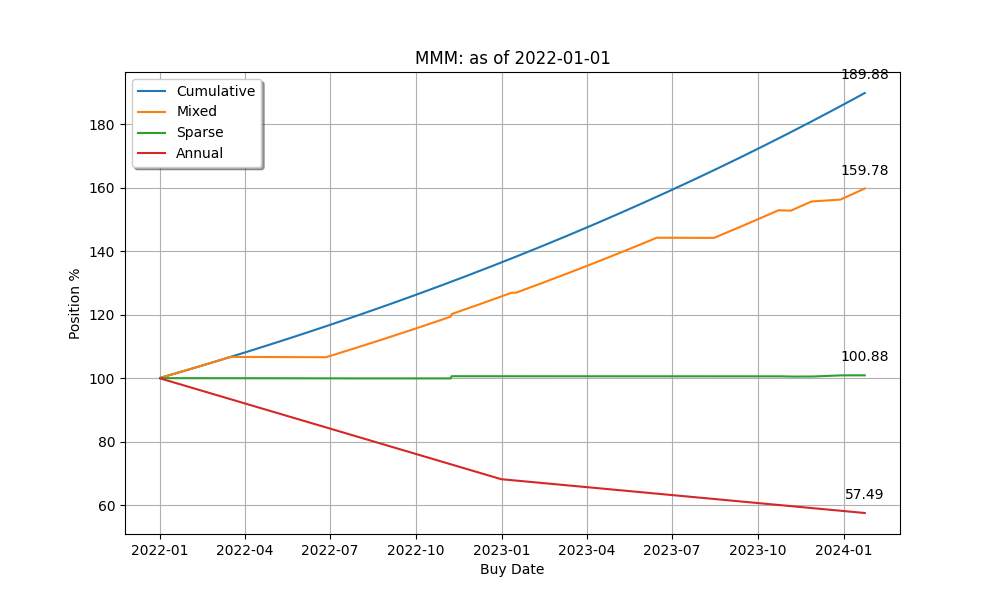 MMM: as of 2022-01-01
Cumulative
Mixed
Sparse
Annual
189.88
159.78
100.88
57.49
Position %
180
160
140
120
100
80
60
2022-01 2022-04 2022-07 2022-10 2023-01 2023-04 2023-07 2023-10 2024-01
Buy Date